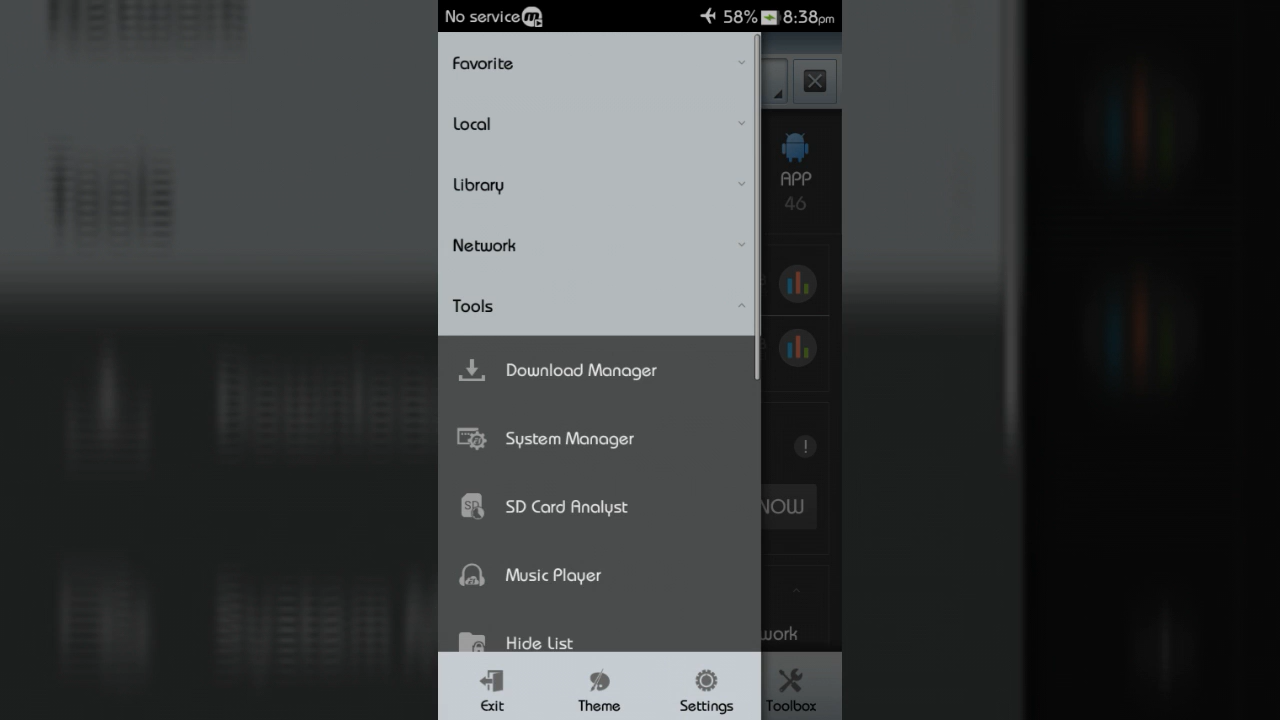 No service 58% 8:38pm
Favorite
Local
Library
Network
Tools
Download Manager
System Manager
SD Card Analyst
Music Player
Hide List
Exit
Theme
Settings
APP
46
NOW
work
Toolbox